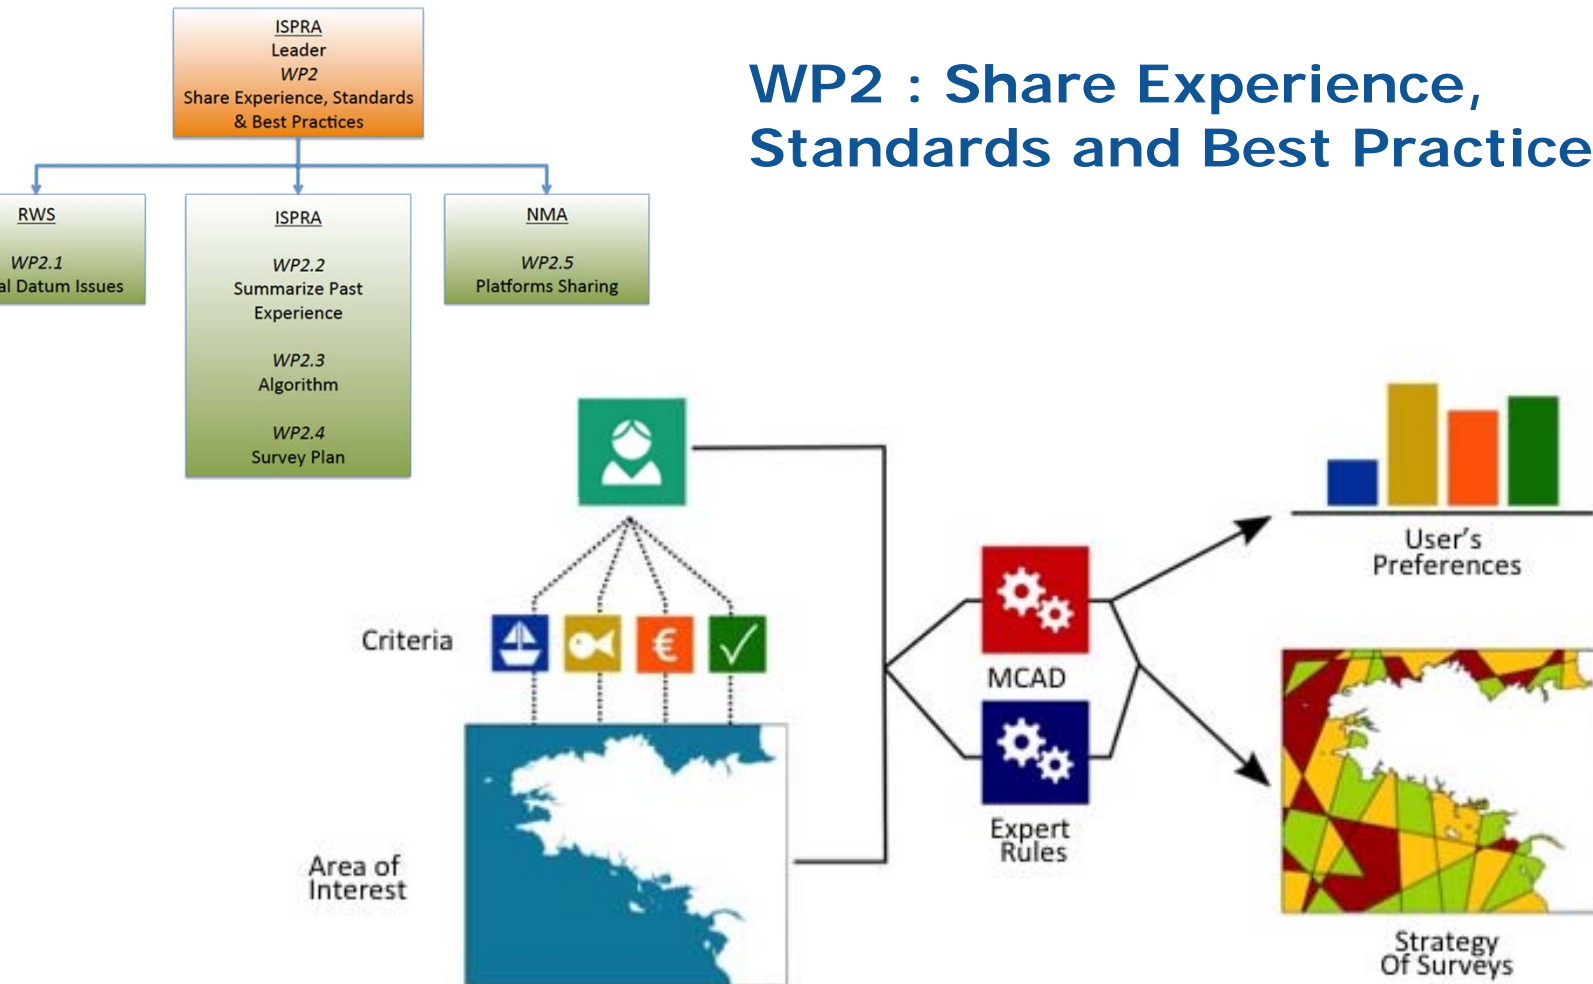 ISPRA
Leader
WP2
Share Experience, Standards
& Best Practices
WP2 : Share Experience,
Standards and Best Practice
RWS
WP2.1
al Datum Issues
ISPRA
WP2.2
Summarize Past
Experience
WP2.3
Algorithm
WP2.4
Survey Plan
NMA
WP2.5
Platforms Sharing
Criteria
€
Area of
Interest
MCAD
Expert
Rules
User's
Preferences
Strategy
Of Surveys